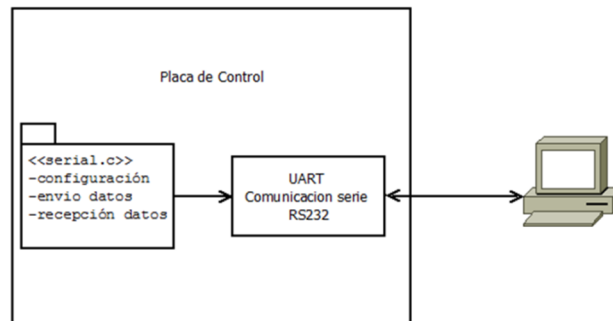 Placa de Control
<<serial.c>>
-configuración
-envio datos
-recepción datos
UART
Comunicacion serie
RS232